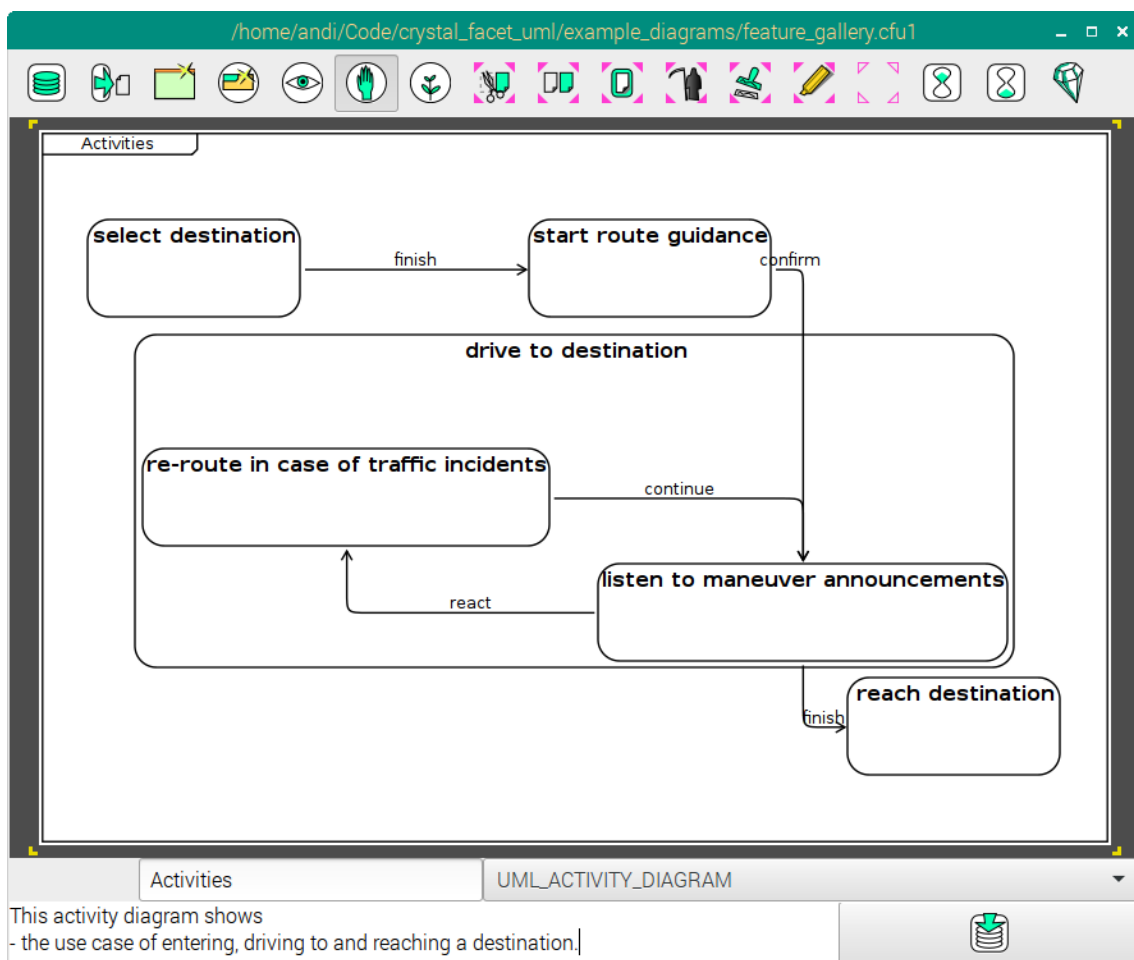 /home/andi/Code/crystal_facet_uml/example_diagrams/feature_gallery.cfu1
Activities
select destination
finish
start route guidance
confirm
drive to destination
re-route in case of traffic incidents
continue
listen to maneuver announcements
react
reach destination
finish
Activities
UML_ACTIVITY_DIAGRAM
This activity diagram shows
- the use case of entering, driving to and reaching a destination.